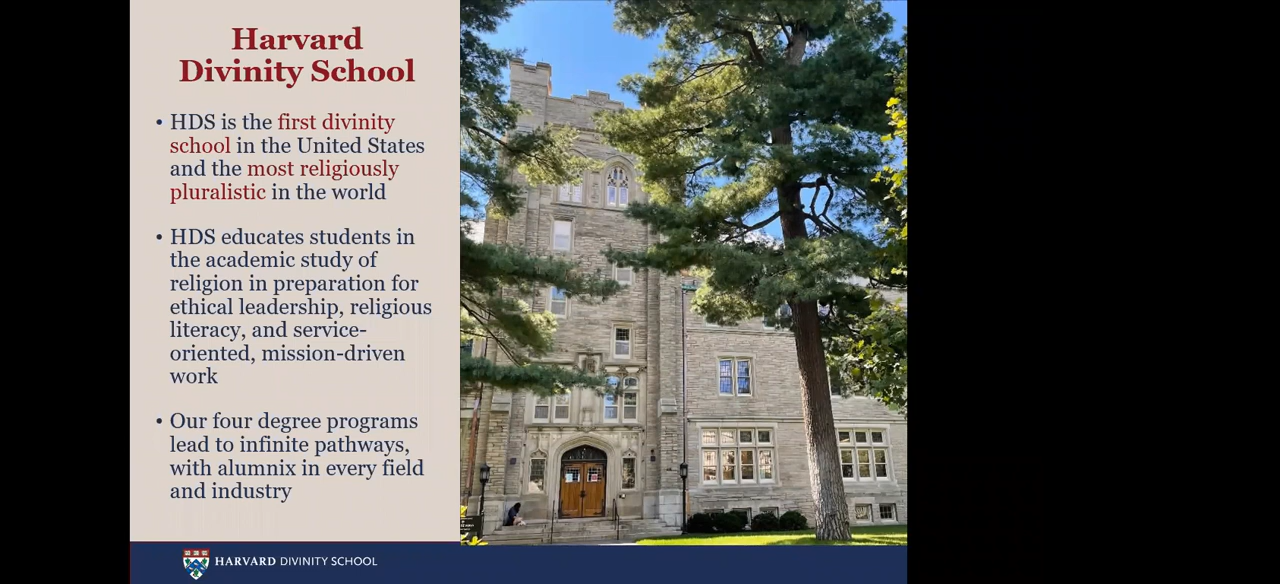 Harvard
Divinity School
• HDS is the first divinity
school in the United States
and the most religiously
pluralistic in the world
• HDS educates students in
the academic study of
religion in preparation for
ethical leadership, religious
literacy, and service-
oriented, mission-driven
work
• Our four degree programs
lead to infinite pathways,
with alumnix in every field
and industry
HARVARD DIVINITY SCHOOL